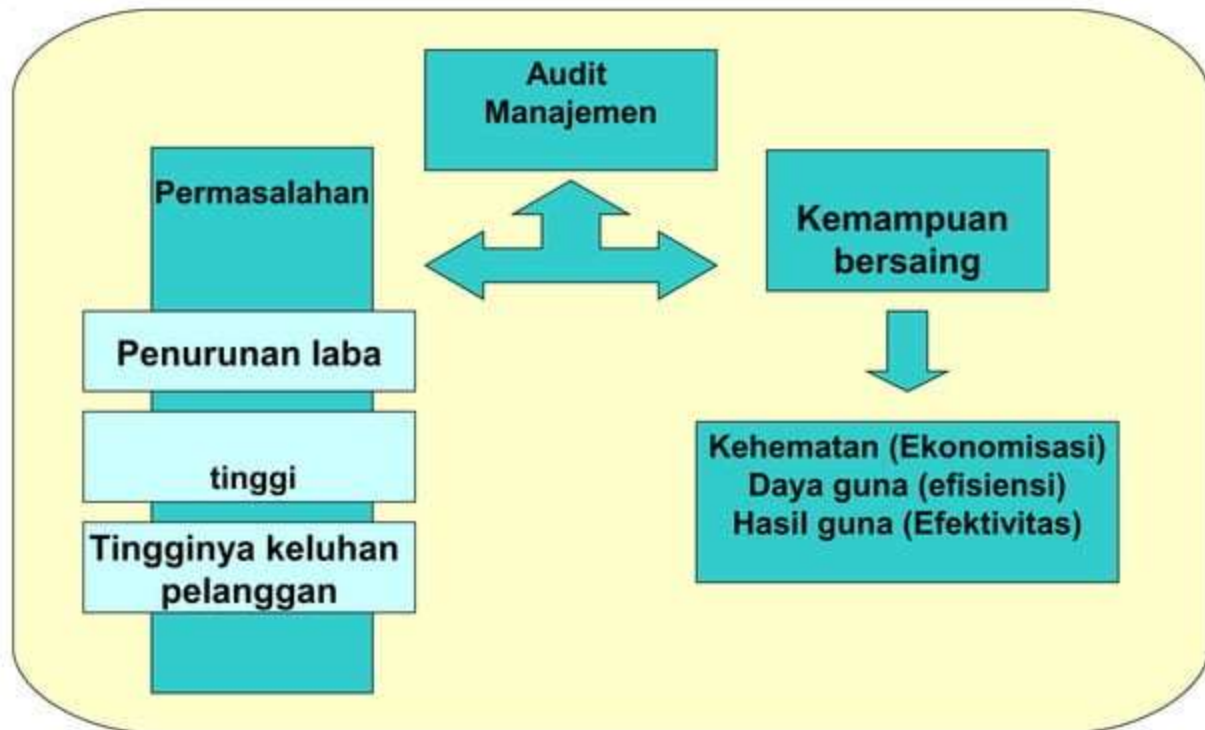 Audit
Manajemen
Permasalahan
Penurunan laba
tinggi
Tingginya keluhan
pelanggan
Kemampuan
bersaing
Kehematan (Ekonomisasi)
Daya guna (efisiensi)
Hasil guna (Efektivitas)